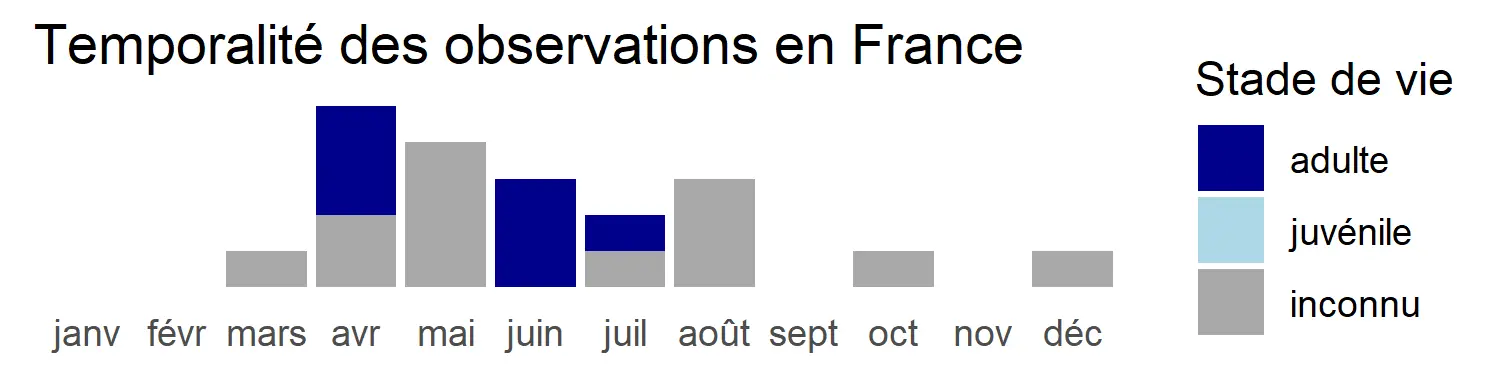 Temporalité des observations en France
Stade de vie
adulte
juvénile
inconnu
janv févr mars avr mai juin juil août sept oct nov déc